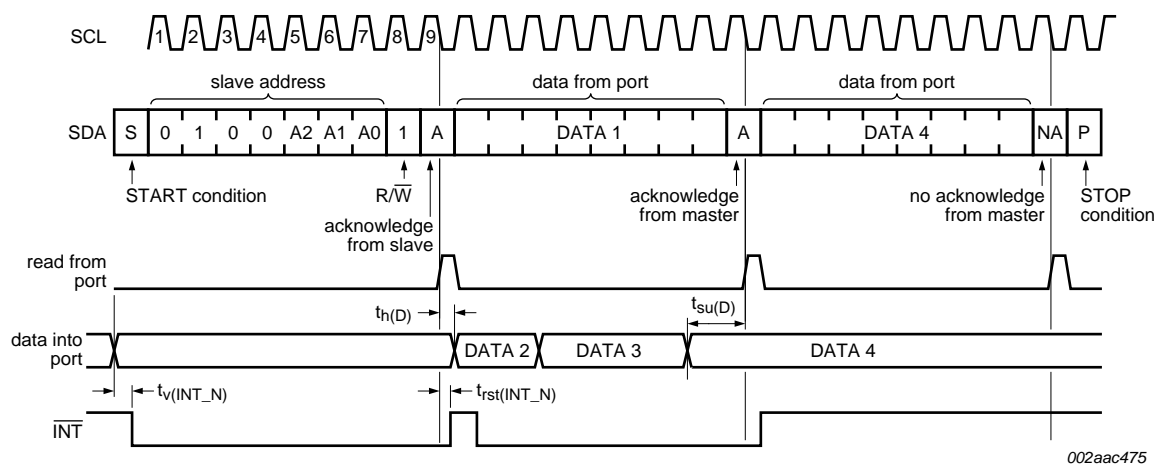 SCL 1 2 3 4 5 6 7 8 9
slave address data from port data from port
SDA S 0 1 0 0 A2 A1 A0 1 A DATA 1 A DATA 4 NA P
START condition
R/W̅
acknowledge
from slave
acknowledge
from master
no acknowledge
from master
STOP
condition
read from
port
th(D)
tsu(D)
data into
port
DATA 2 DATA 3 DATA 4
tv(INT_N) trst(INT_N)
I̅N̅T̅
002aac475